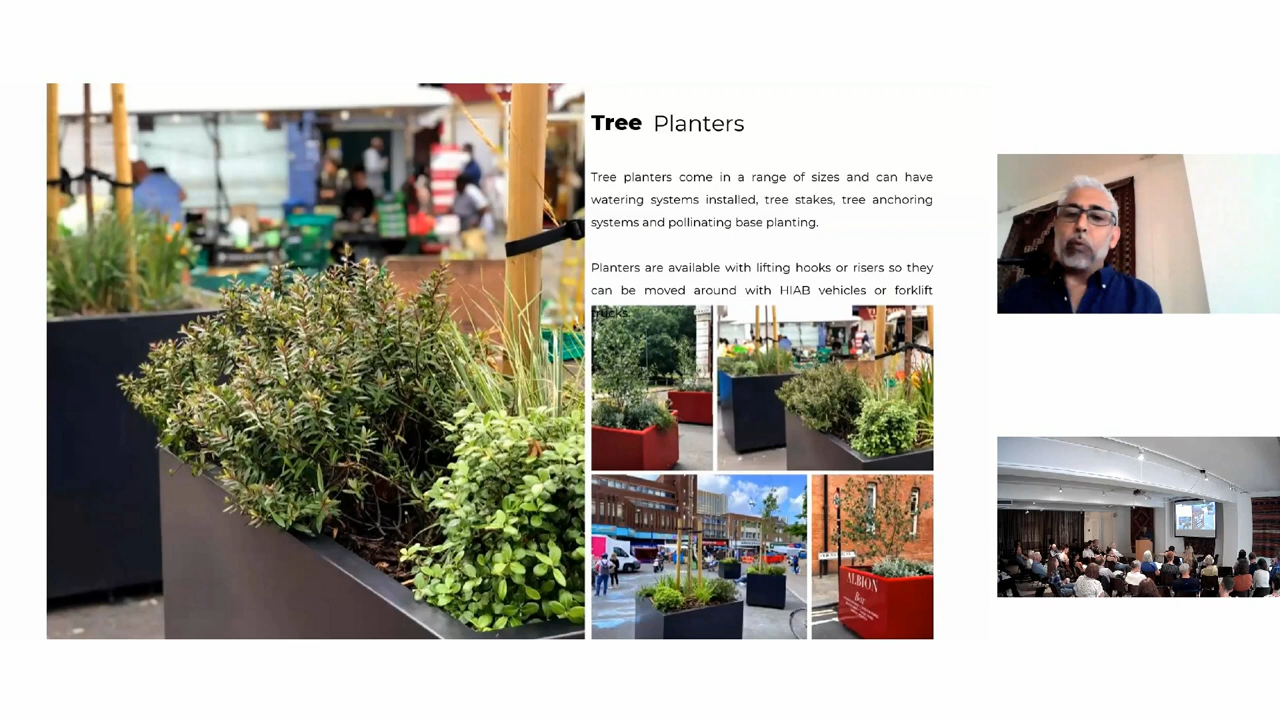 Tree Planters
Tree planters come in a range of sizes and can have
watering systems installed, tree stakes, tree anchoring
systems and pollinating base planting.
Planters are available with lifting hooks or risers so they
can be moved around with HIAB vehicles or forklift
trucks.
ALBION
Box